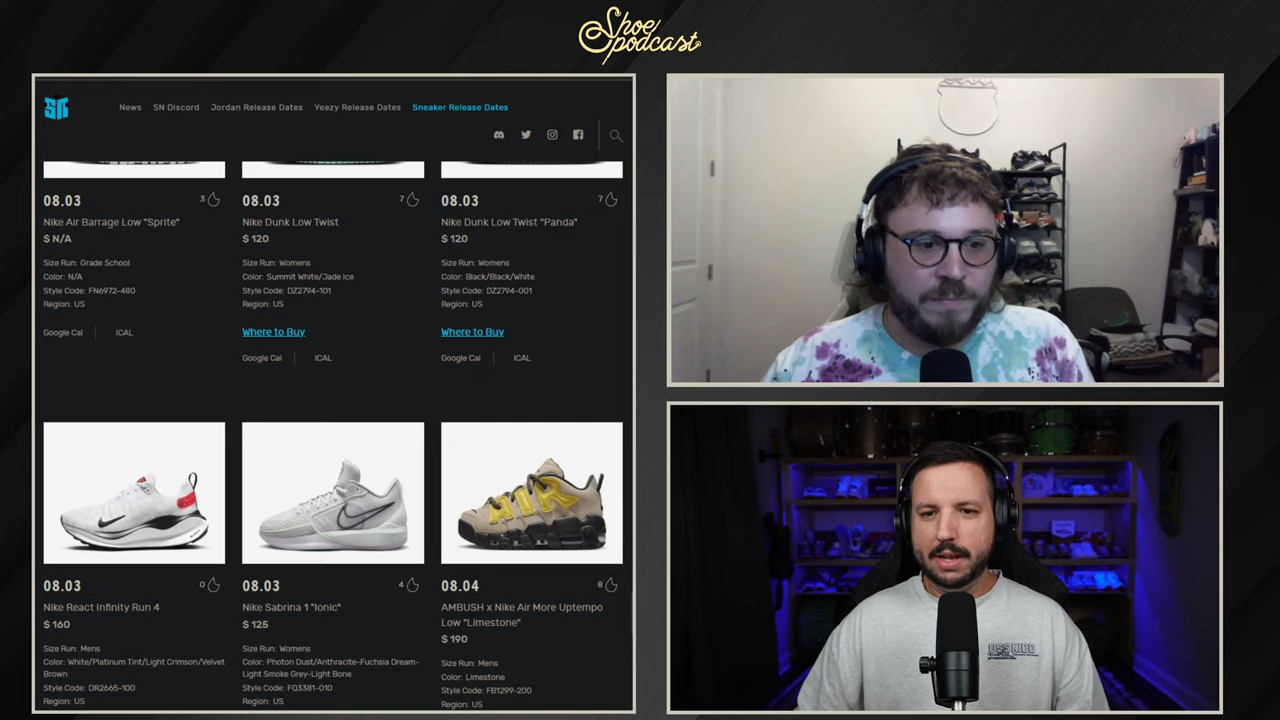 Shoe
podcast
SN
News
SN Discord
Jordan Release Dates
Yeezy Release Dates
Sneaker Release Dates
08.03
3
Nike Air Barrage Low "Sprite"
$ N/A
Size Run: Grade School
Color: N/A
Style Code: FN6972-480
Region: US
Google Cal
ICAL
08.03
7
Nike Dunk Low Twist
$ 120
Size Run: Womens
Color: Summit White/Jade Ice
Style Code: DZ2794-101
Region: US
Where to Buy
Google Cal
ICAL
08.03
7
Nike Dunk Low Twist "Panda"
$ 120
Size Run: Womens
Color: Black/Black/White
Style Code: DZ2794-001
Region: US
Where to Buy
Google Cal
ICAL
08.03
0
Nike React Infinity Run 4
$ 160
Size Run: Mens
Color: White/Platinum Tint/Light Crimson/Velvet
Brown
Style Code: DR2665-100
Region: US
08.03
4
Nike Sabrina 1 "Ionic"
$ 125
Size Run: Womens
Color: Photon Dust/Anthracite-Fuchsia Dream-
Light Smoke Grey-Light Bone
Style Code: FQ3381-010
Region: US
AIR
08.04
8
AMBUSH x Nike Air More Uptempo
Low "Limestone"
$ 190
Size Run: Mens
Color: Limestone
Style Code: FB1299-200
Region: US